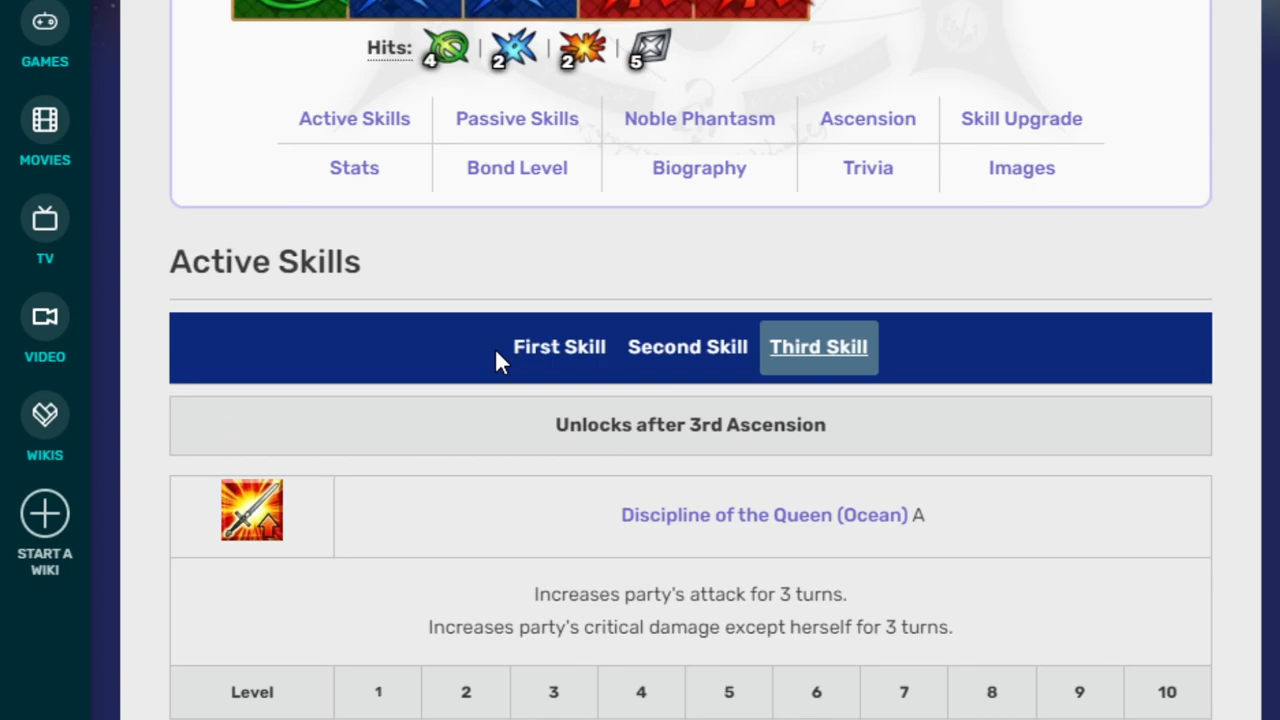 GAMES
MOVIES
TV
VIDEO
WIKIS
START A
WIKI
Hits: 4 | 2 | 2 | 5
Active Skills Passive Skills Noble Phantasm Ascension Skill Upgrade
Stats Bond Level Biography Trivia Images
Active Skills
First Skill Second Skill Third Skill
Unlocks after 3rd Ascension
Discipline of the Queen (Ocean) A
Increases party's attack for 3 turns.
Increases party's critical damage except herself for 3 turns.
Level 1 2 3 4 5 6 7 8 9 10